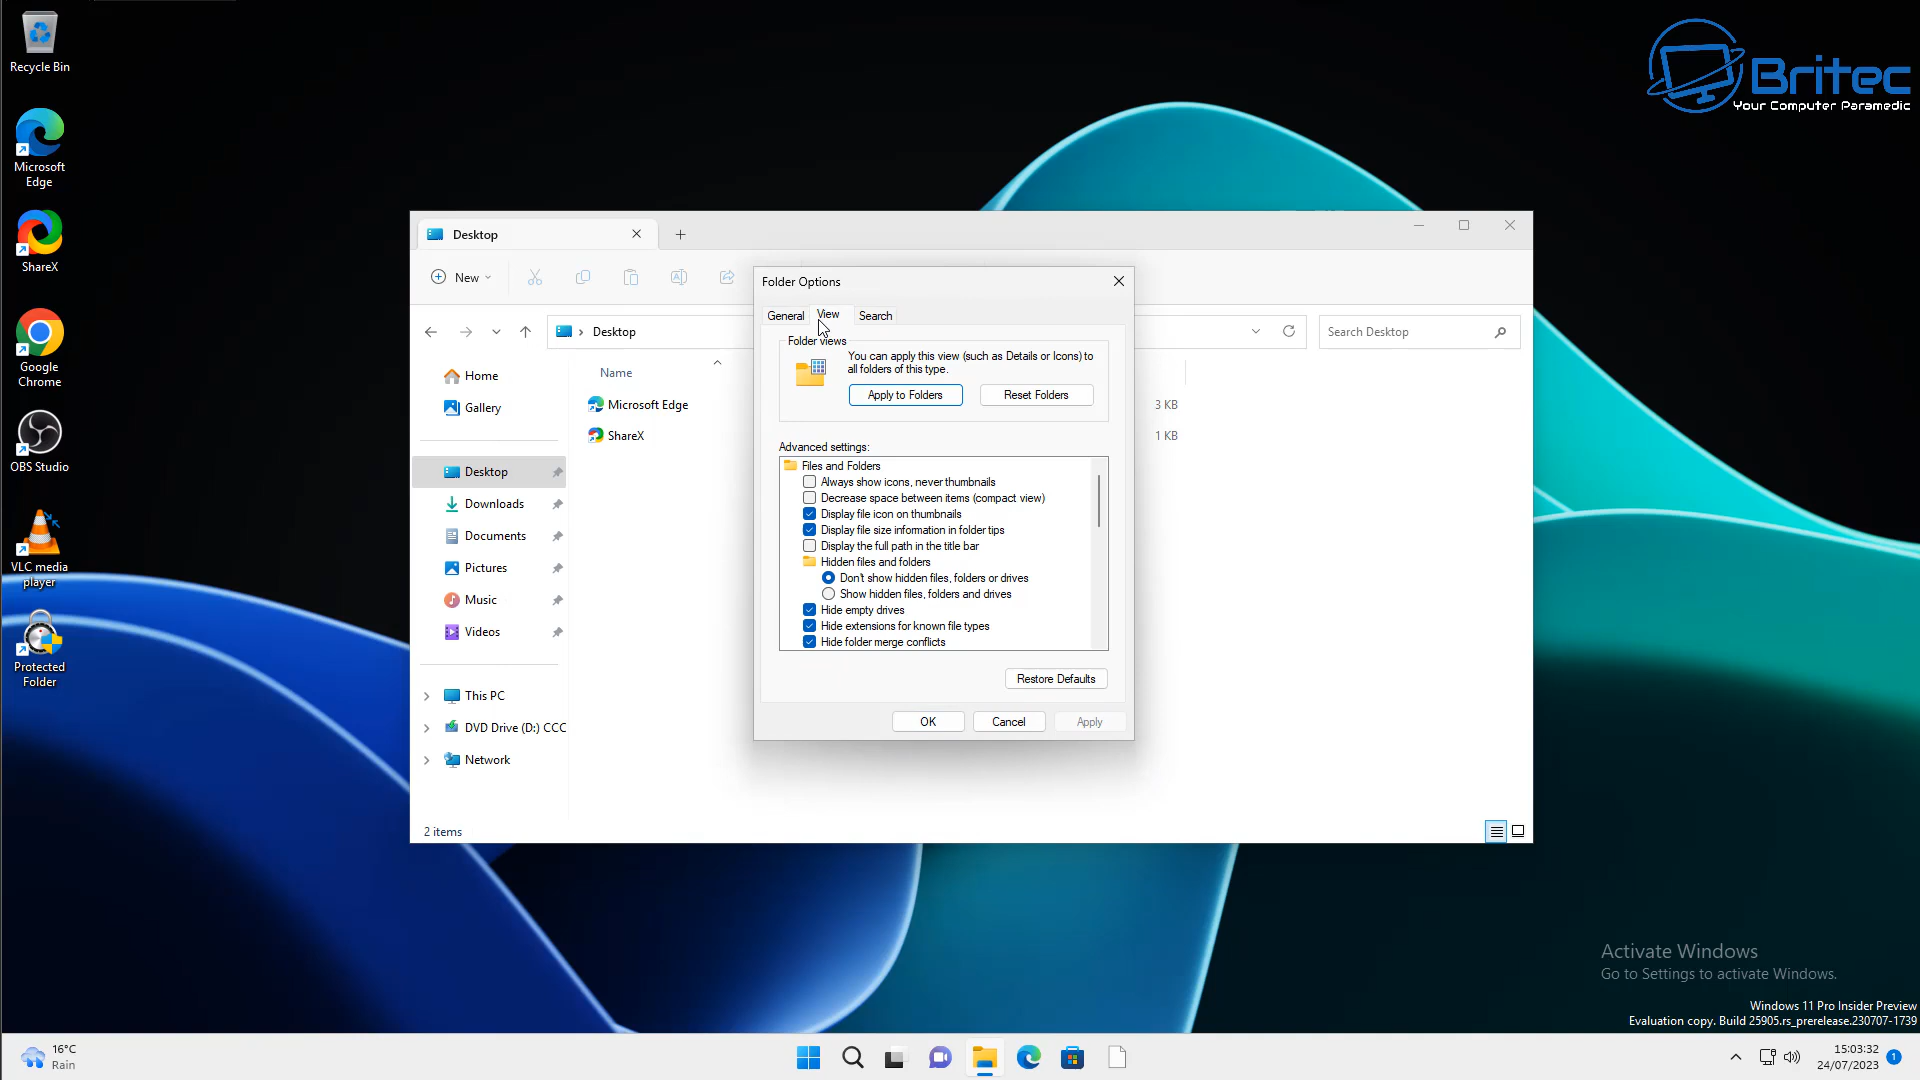 Recycle Bin
Microsoft
Edge
ShareX
Google
Chrome
OBS Studio
VLC media
player
Protected
Folder
Britec
Your Computer Paramedic
Desktop
New
Desktop
Search Desktop
Home
Gallery
Desktop
Downloads
Documents
Pictures
Music
Videos
This PC
DVD Drive (D:) CCC
Network
Name
Microsoft Edge
3 KB
ShareX
1 KB
2 items
Folder Options
General
View
Search
Folder views
You can apply this view (such as Details or Icons) to
all folders of this type.
Apply to Folders
Reset Folders
Advanced settings:
Files and Folders
Always show icons, never thumbnails
Decrease space between items (compact view)
Display file icon on thumbnails
Display file size information in folder tips
Display the full path in the title bar
Hidden files and folders
Don't show hidden files, folders or drives
Show hidden files, folders and drives
Hide empty drives
Hide extensions for known file types
Hide folder merge conflicts
Restore Defaults
OK
Cancel
Apply
Activate Windows
Go to Settings to activate Windows.
Windows 11 Pro Insider Preview
Evaluation copy. Build 25905.rs_prerelease.230707-1739
16°C
Rain
15:03:32
24/07/2023
1